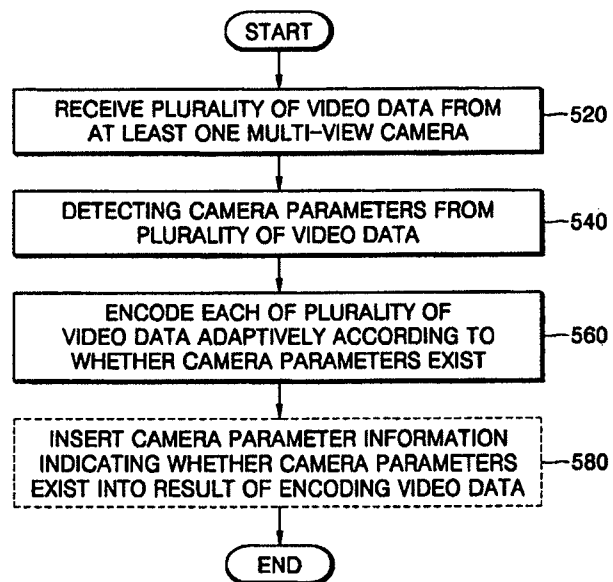 START
RECEIVE PLURALITY OF VIDEO DATA FROM
AT LEAST ONE MULTI-VIEW CAMERA
520
DETECTING CAMERA PARAMETERS FROM
PLURALITY OF VIDEO DATA
540
ENCODE EACH OF PLURALITY OF
VIDEO DATA ADAPTIVELY ACCORDING TO
WHETHER CAMERA PARAMETERS EXIST
560
INSERT CAMERA PARAMETER INFORMATION
INDICATING WHETHER CAMERA PARAMETERS
EXIST INTO RESULT OF ENCODING VIDEO DATA
580
END